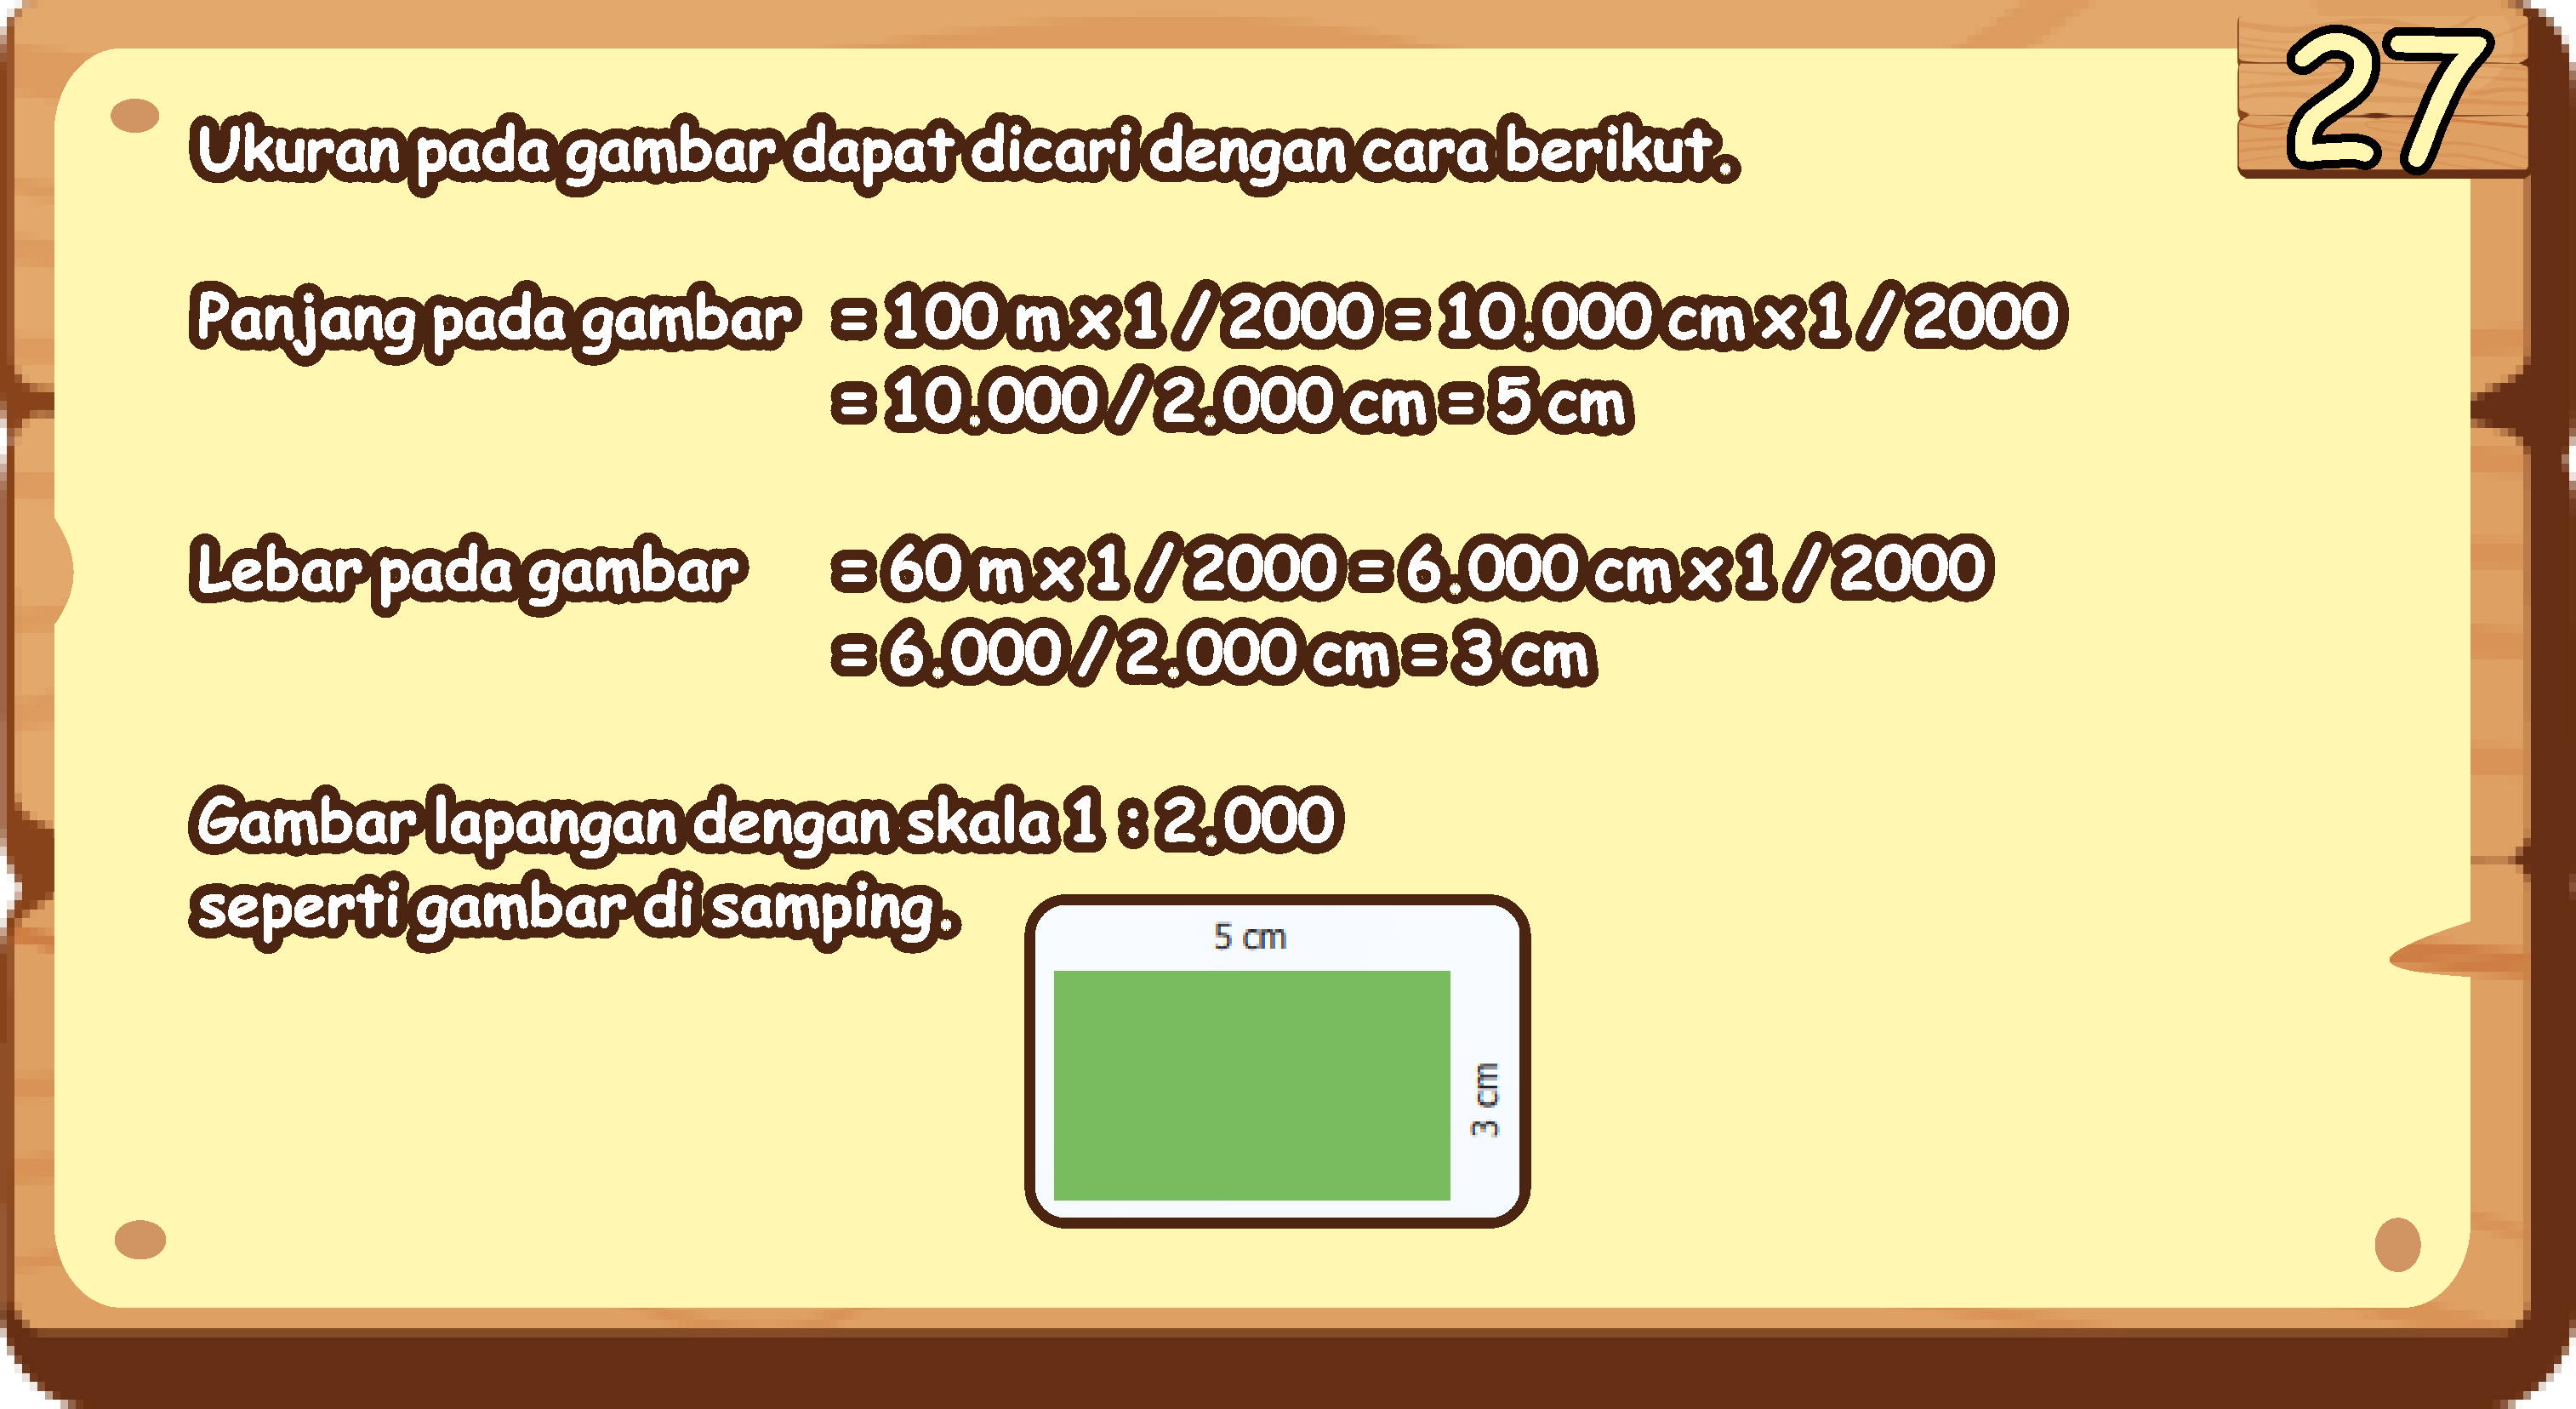 27
Ukuran pada gambar dapat dicari dengan cara berikut.
Panjang pada gambar = 100 m x 1 / 2000 = 10.000 cm x 1 / 2000
= 10.000 / 2.000 cm = 5 cm
Lebar pada gambar = 60 m x 1 / 2000 = 6.000 cm x 1 / 2000
= 6.000 / 2.000 cm = 3 cm
Gambar lapangan dengan skala 1 : 2.000
seperti gambar di samping.
5 cm
3 cm